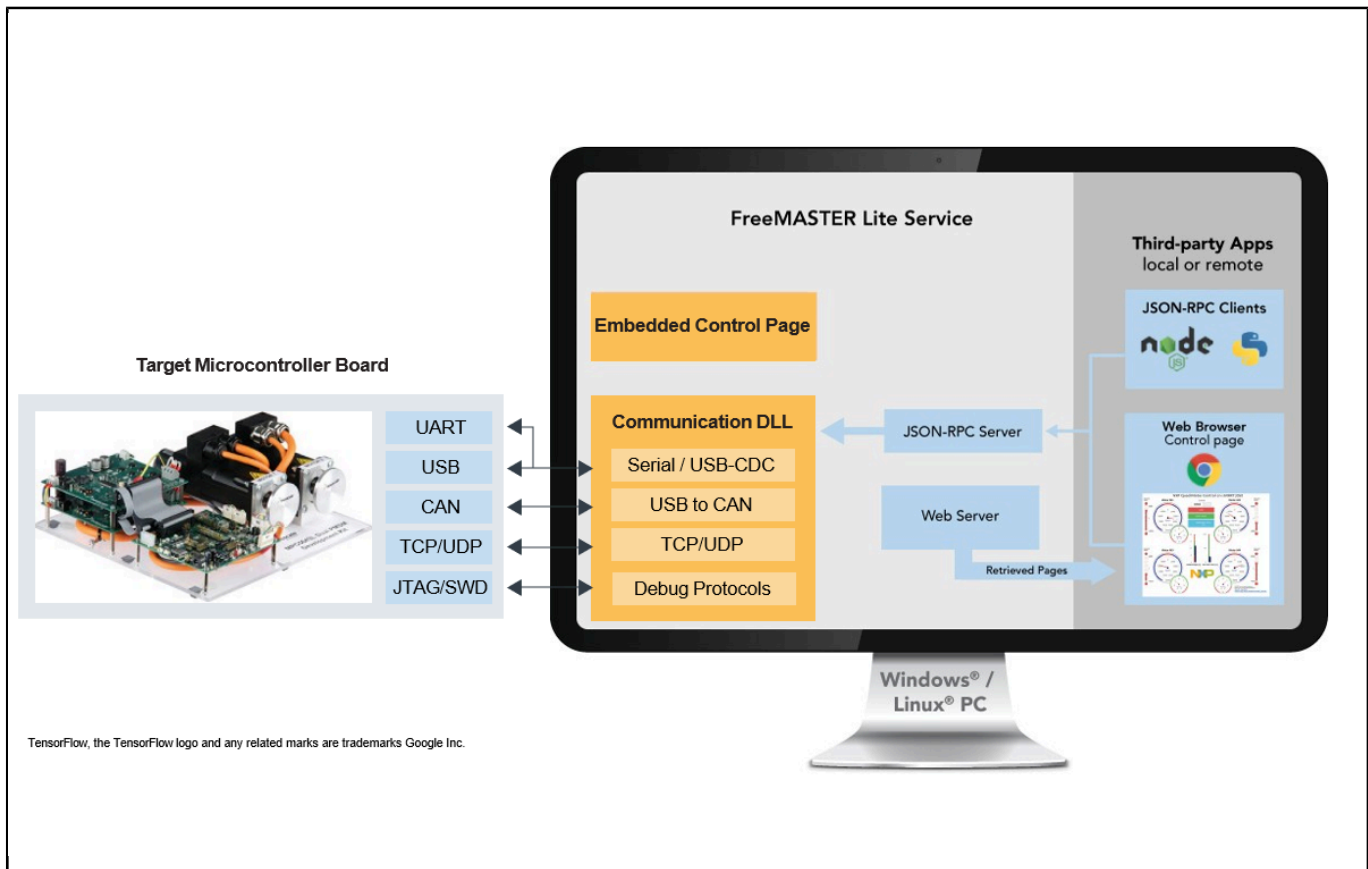 FreeMASTER Lite Service
Third-party Apps
local or remote
JSON-RPC Clients
node
JS
Embedded Control Page
Target Microcontroller Board
UART
USB
CAN
TCP/UDP
JTAG/SWD
Communication DLL
Serial / USB-CDC
USB to CAN
TCP/UDP
Debug Protocols
JSON-RPC Server
Web Server
Retrieved Pages
Web Browser
Control page
NXP
Windows® /
Linux® PC
TensorFlow, the TensorFlow logo and any related marks are trademarks Google Inc.